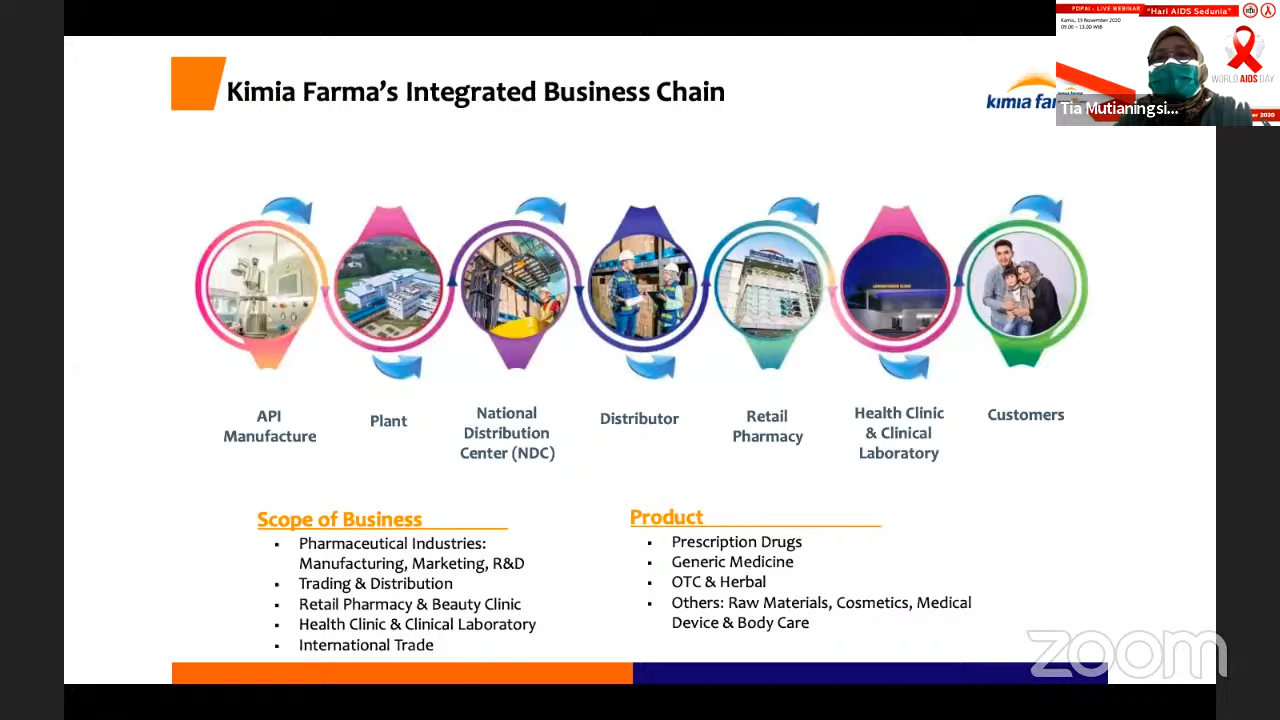 PDPAI - LIVE WEBINAR
"Hari AIDS Sedunia"
Kamis, 19 November 2020
09.00 – 13.00 WIB
WORLD AIDS DAY
Tia Mutianingsi...
er 2020
Kimia Farma's Integrated Business Chain
kimia far
API
Manufacture
Plant
National
Distribution
Center (NDC)
Distributor
Retail
Pharmacy
Health Clinic
& Clinical
Laboratory
Customers
Scope of Business
▪ Pharmaceutical Industries:
Manufacturing, Marketing, R&D
▪ Trading & Distribution
▪ Retail Pharmacy & Beauty Clinic
▪ Health Clinic & Clinical Laboratory
▪ International Trade
Product
▪ Prescription Drugs
▪ Generic Medicine
▪ OTC & Herbal
▪ Others: Raw Materials, Cosmetics, Medical
Device & Body Care
zoom